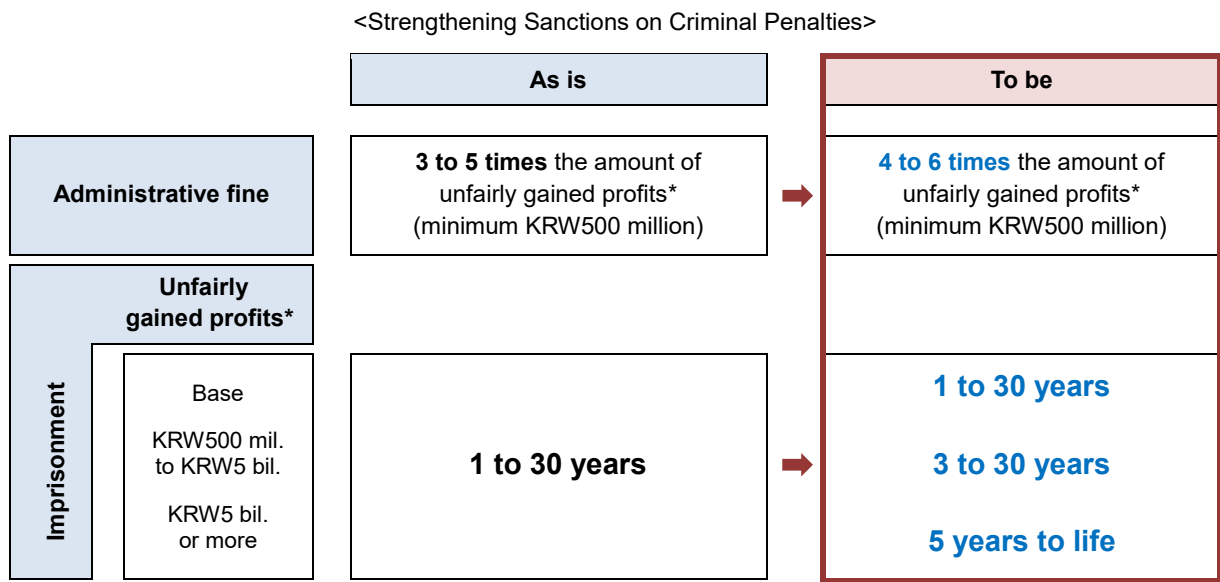 <Strengthening Sanctions on Criminal Penalties>
As is
To be
Administrative fine
3 to 5 times the amount of
unfairly gained profits*
(minimum KRW500 million)
4 to 6 times the amount of
unfairly gained profits*
(minimum KRW500 million)
Unfairly
gained profits*
Imprisonment
Base
KRW500 mil.
to KRW5 bil.
KRW5 bil.
or more
1 to 30 years
1 to 30 years
3 to 30 years
5 years to life